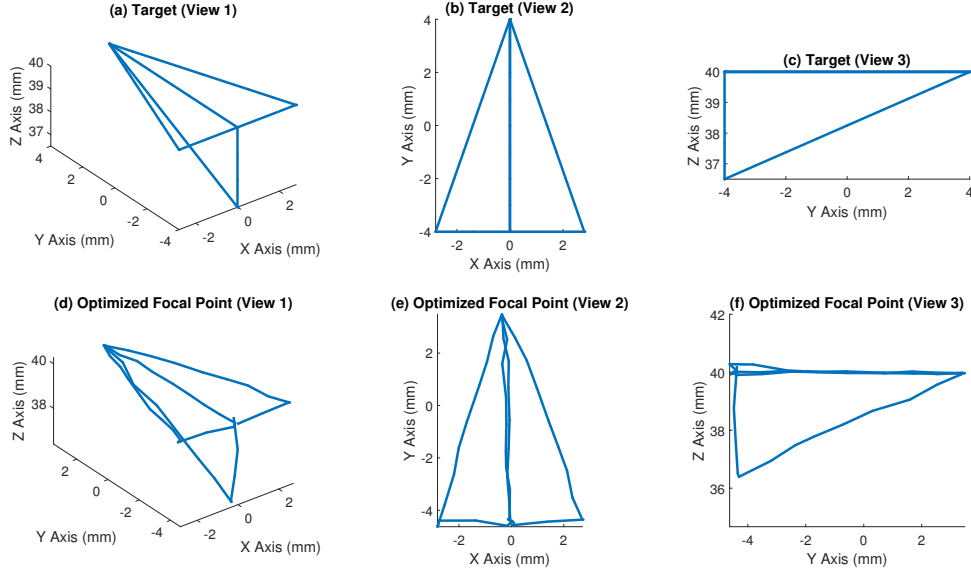 (a) Target (View 1)
40
39
38
37
Z Axis (mm)
4
2
0
-2
-4
Y Axis (mm)
-2
0
2
X Axis (mm)
(b) Target (View 2)
4
2
0
-2
-4
Y Axis (mm)
-2
0
2
X Axis (mm)
(c) Target (View 3)
40
39
38
37
Z Axis (mm)
-4
-2
0
2
4
Y Axis (mm)
(d) Optimized Focal Point (View 1)
40
38
Z Axis (mm)
2
0
-2
-4
Y Axis (mm)
-2
0
2
X Axis (mm)
(e) Optimized Focal Point (View 2)
2
0
-2
-4
Y Axis (mm)
-2
0
2
X Axis (mm)
(f) Optimized Focal Point (View 3)
42
40
38
36
Z Axis (mm)
-4
-2
0
2
Y Axis (mm)